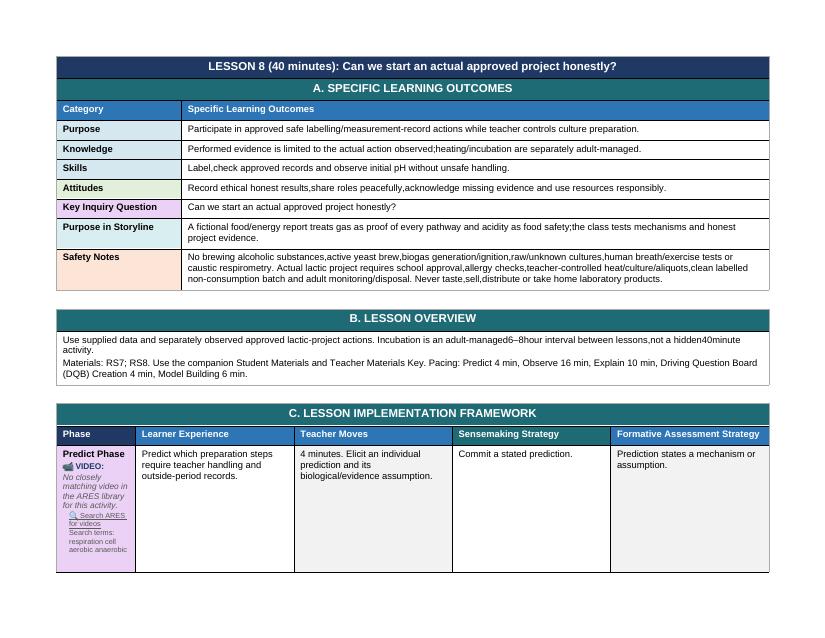 LESSON 8 (40 minutes): Can we start an actual approved project honestly?
A. SPECIFIC LEARNING OUTCOMES
Category
Specific Learning Outcomes
Purpose
Participate in approved safe labelling/measurement-record actions while teacher controls culture preparation.
Knowledge
Performed evidence is limited to the actual action observed;heating/incubation are separately adult-managed.
Skills
Label,check approved records and observe initial pH without unsafe handling.
Attitudes
Record ethical honest results,share roles peacefully,acknowledge missing evidence and use resources responsibly.
Key Inquiry Question
Can we start an actual approved project honestly?
Purpose in Storyline
A fictional food/energy report treats gas as proof of every pathway and acidity as food safety;the class tests mechanisms and honest
project evidence.
Safety Notes
No brewing alcoholic substances,active yeast brew,biogas generation/ignition,raw/unknown cultures,human breath/exercise tests or
caustic respirometry. Actual lactic project requires school approval,allergy checks,teacher-controlled heat/culture/aliquots,clean labelled
non-consumption batch and adult monitoring/disposal. Never taste,sell,distribute or take home laboratory products.
B. LESSON OVERVIEW
Use supplied data and separately observed approved lactic-project actions. Incubation is an adult-managed6–8hour interval between lessons,not a hidden40minute
activity.
Materials: RS7; RS8. Use the companion Student Materials and Teacher Materials Key. Pacing: Predict 4 min, Observe 16 min, Explain 10 min, Driving Question Board
(DQB) Creation 4 min, Model Building 6 min.
C. LESSON IMPLEMENTATION FRAMEWORK
Phase
Learner Experience
Teacher Moves
Sensemaking Strategy
Formative Assessment Strategy
Predict Phase
📹 VIDEO:
No closely
matching video in
the ARES library
for this activity.
🔍 Search ARES
for videos
Search terms:
respiration cell
aerobic anaerobic
Predict which preparation steps
require teacher handling and
outside-period records.
4 minutes. Elicit an individual
prediction and its
biological/evidence assumption.
Commit a stated prediction.
Prediction states a mechanism or
assumption.